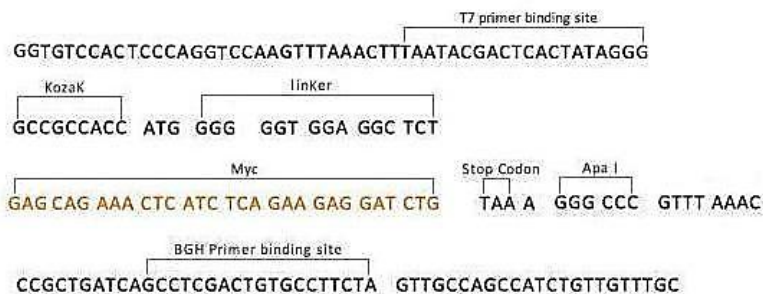 T7 primer binding site
GGTGTCCACTCCCAGGTCCAAGTTTAAACTTTAATACGACTCACTATAGGG
KozaK linker
GCCGCCACC ATG GGG GGT GGA GGC TCT
Myc Stop Codon Apa I
GAG CAG AAA CTC ATC TCA GAA GAG GAT CTG TAA A GGG CCC GTTT AAAC
BGH Primer binding site
CCGCTGATCAGCCTCGACTGTGCCTTCTA GTTGCCAGCCATCTGTTGTTTGC